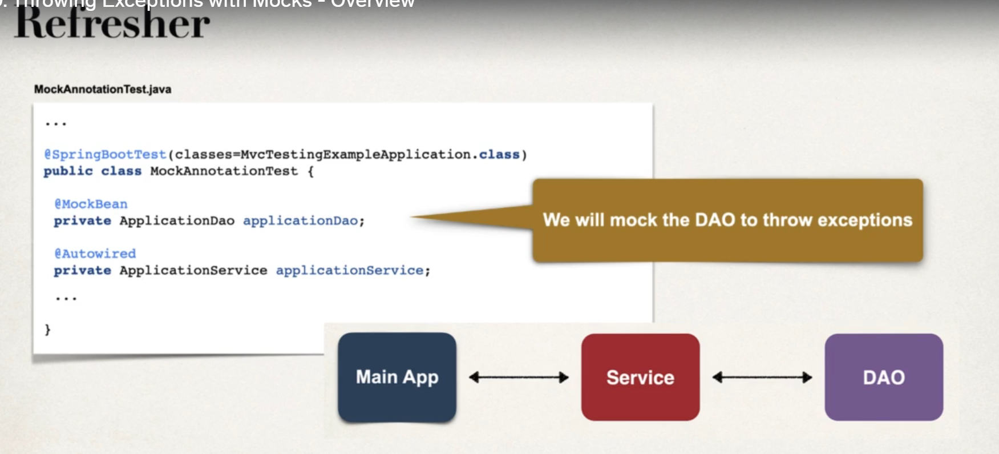 . Throwing Exceptions with Mocks - Overview
Refresher
MockAnnotationTest.java
...
@SpringBootTest(classes=MvcTestingExampleApplication.class)
public class MockAnnotationTest {
@MockBean
private ApplicationDao applicationDao;
We will mock the DAO to throw exceptions
@Autowired
private ApplicationService applicationService;
...
}
Main App
Service
DAO